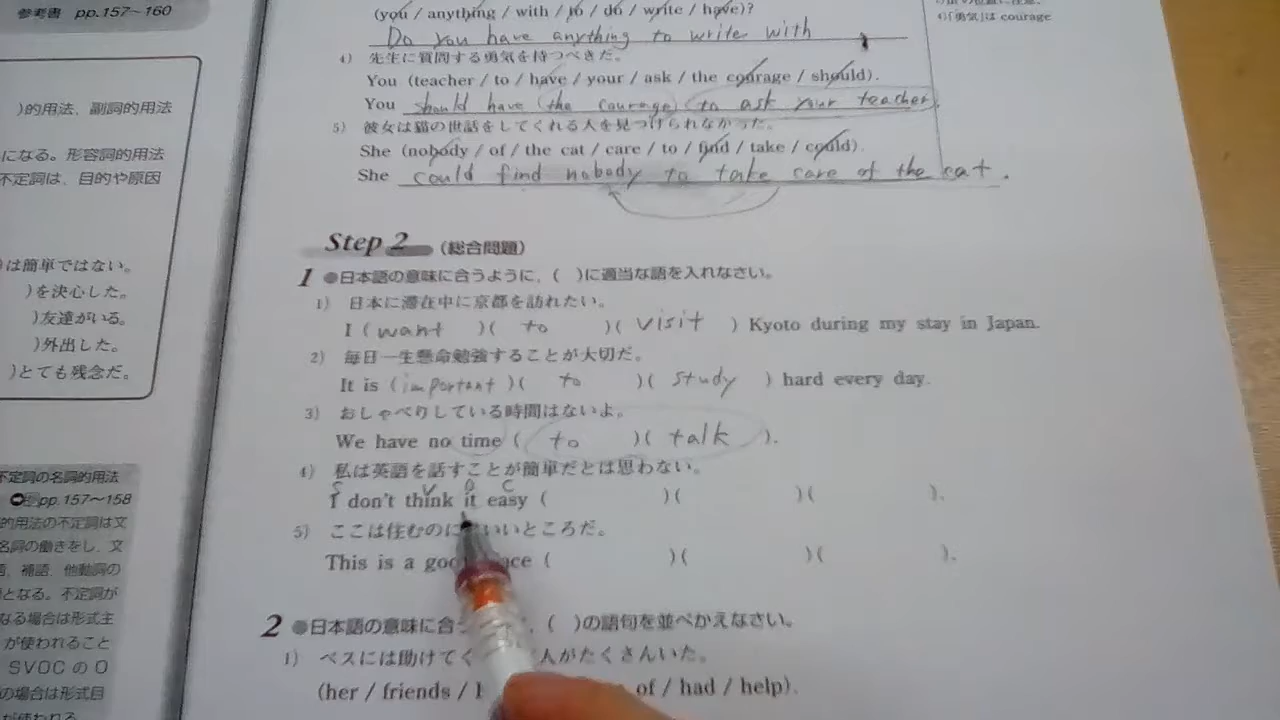 参考書 pp.157～160
)的用法、副詞的用法
になる。形容詞的用法
不定詞は、目的や原因
)は簡単ではない。
)を決心した。
)友達がいる。
)外出した。
)とても残念だ。
不定詞の名詞的用法
pp.157～158
的用法の不定詞は文
名詞の働きをし、文
語、補語、他動詞の
となる。不定詞が
なる場合は形式主
が使われること
SVOCのO
の場合は形式目
が使われる
4)「勇気」は courage
(you / anything / with / to / do / write / have)?
Do you have anything to writer with
4) 先生に質問する勇気を持つべきだ。
You (teacher / to / have / your / ask / the courage / should).
You should have (the courage) (to ask your teacher).
5) 彼女は猫の世話をしてくれる人を見つけられなかった。
She (nobody / of / the cat / care / to / find / take / could).
She could find nobody to take care of the cat.
Step 2 (総合問題)
1 ●日本語の意味に合うように, ( )に適当な語を入れなさい。
1) 日本に滞在中に京都を訪れたい。
I (want )( to )( visit ) Kyoto during my stay in Japan.
2) 毎日一生懸命勉強することが大切だ。
It is (important)( to )( study ) hard every day.
3) おしゃべりしている時間はないよ。
We have no time ( to )( talk ).
4) 私は英語を話すことが簡単だとは思わない。
S V O C
I don't think it easy ( )( )( ).
5) ここは住むのに いいところだ。
This is a goo ace ( )( )( ).
2 ●日本語の意味に合う , ( )の語句を並べかえなさい。
1) ベスには助けてく 人がたくさんいた。
(her / friends / of / had / help).